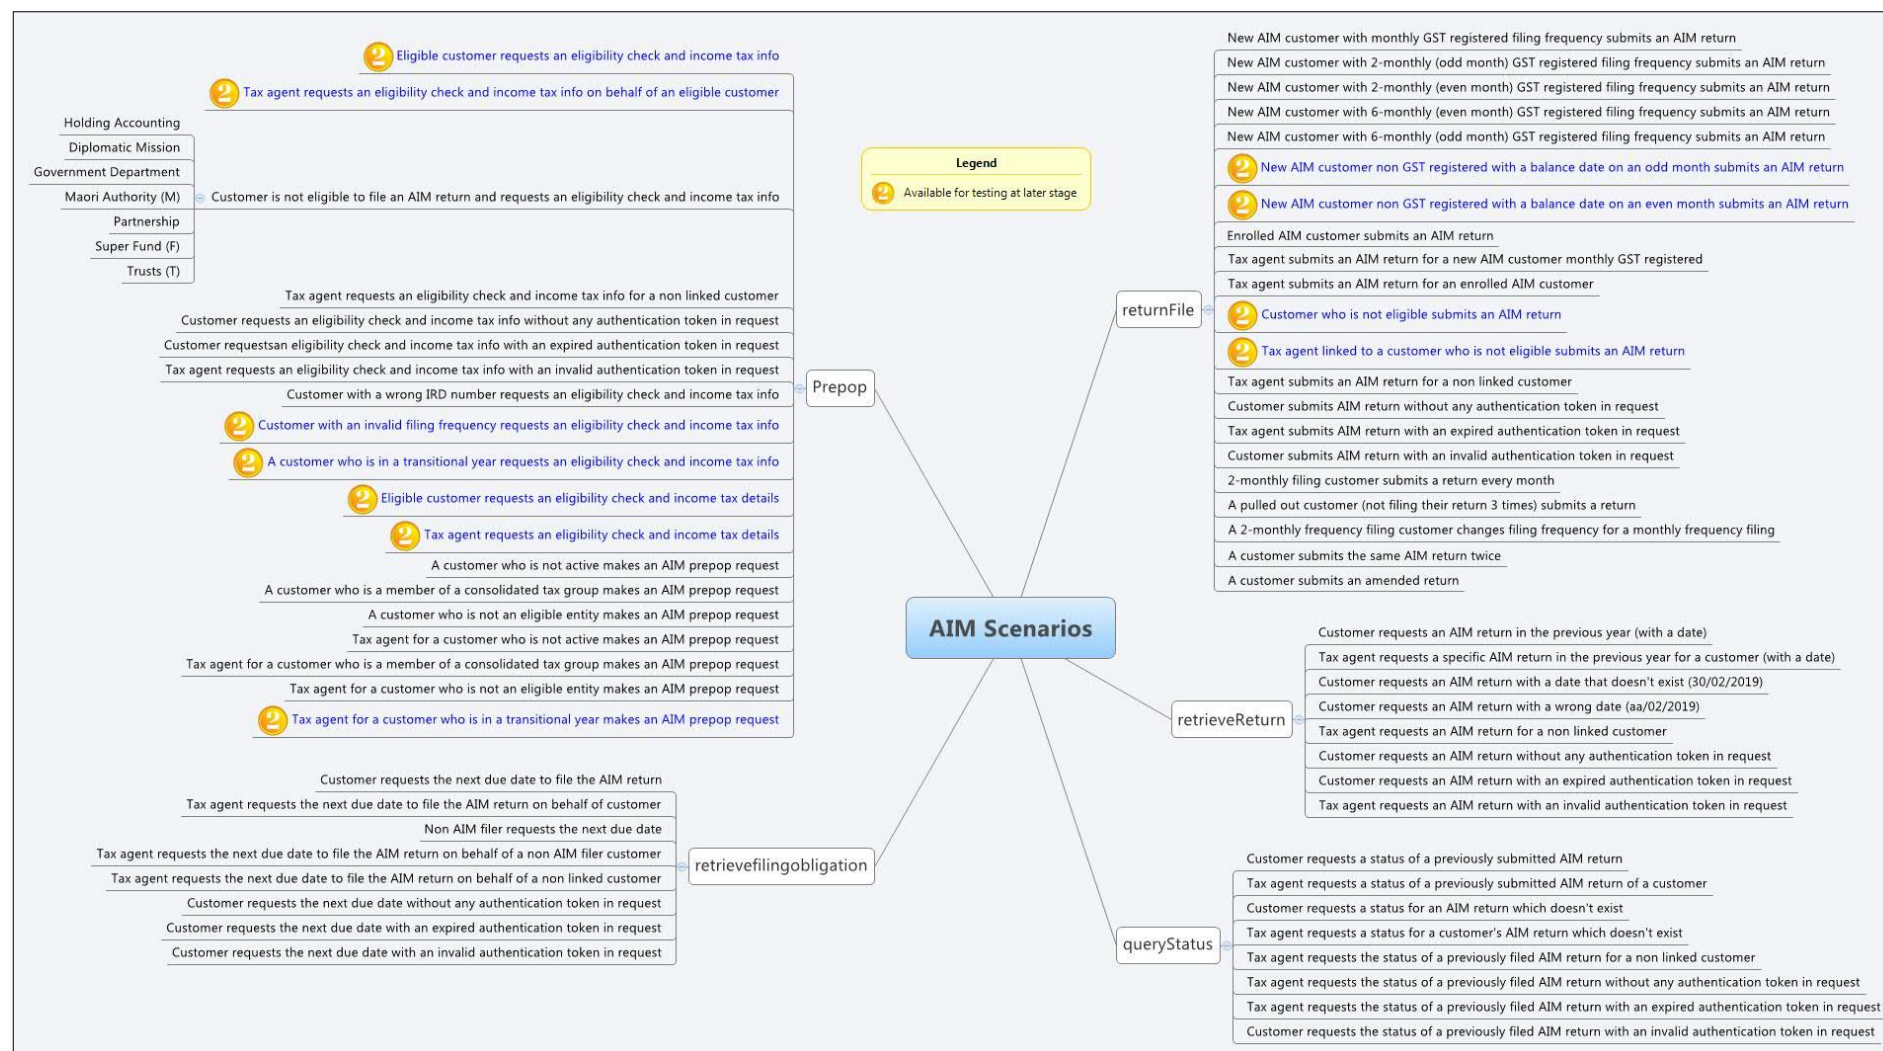 Eligible customer requests an eligibility check and income tax info
Tax agent requests an eligibility check and income tax info on behalf of an eligible customer
Holding Accounting
Diplomatic Mission
Government Department
Maori Authority (M)
Partnership
Super Fund (F)
Trusts (T)
Customer is not eligible to file an AIM return and requests an eligibility check and income tax info
Tax agent requests an eligibility check and income tax info for a non linked customer
Customer requests an eligibility check and income tax info without any authentication token in request
Customer requestsan eligibility check and income tax info with an expired authentication token in request
Tax agent requests an eligibility check and income tax info with an invalid authentication token in request
Customer with a wrong IRD number requests an eligibility check and income tax info
Customer with an invalid filing frequency requests an eligibility check and income tax info
A customer who is in a transitional year requests an eligibility check and income tax info
Eligible customer requests an eligibility check and income tax details
Tax agent requests an eligibility check and income tax details
A customer who is not active makes an AIM prepop request
A customer who is a member of a consolidated tax group makes an AIM prepop request
A customer who is not an eligible entity makes an AIM prepop request
Tax agent for a customer who is not active makes an AIM prepop request
Tax agent for a customer who is a member of a consolidated tax group makes an AIM prepop request
Tax agent for a customer who is not an eligible entity makes an AIM prepop request
Tax agent for a customer who is in a transitional year makes an AIM prepop request
Prepop
Customer requests the next due date to file the AIM return
Tax agent requests the next due date to file the AIM return on behalf of customer
Non AIM filer requests the next due date
Tax agent requests the next due date to file the AIM return on behalf of a non AIM filer customer
Tax agent requests the next due date to file the AIM return on behalf of a non linked customer
Customer requests the next due date without any authentication token in request
Customer requests the next due date with an expired authentication token in request
Customer requests the next due date with an invalid authentication token in request
retrievefilingobligation
Legend
2 Available for testing at later stage
AIM Scenarios
returnFile
New AIM customer with monthly GST registered filing frequency submits an AIM return
New AIM customer with 2-monthly (odd month) GST registered filing frequency submits an AIM return
New AIM customer with 2-monthly (even month) GST registered filing frequency submits an AIM return
New AIM customer with 6-monthly (even month) GST registered filing frequency submits an AIM return
New AIM customer with 6-monthly (odd month) GST registered filing frequency submits an AIM return
2 New AIM customer non GST registered with a balance date on an odd month submits an AIM return
2 New AIM customer non GST registered with a balance date on an even month submits an AIM return
Enrolled AIM customer submits an AIM return
Tax agent submits an AIM return for a new AIM customer monthly GST registered
Tax agent submits an AIM return for an enrolled AIM customer
2 Customer who is not eligible submits an AIM return
2 Tax agent linked to a customer who is not eligible submits an AIM return
Tax agent submits an AIM return for a non linked customer
Customer submits AIM return without any authentication token in request
Tax agent submits AIM return with an expired authentication token in request
Customer submits AIM return with an invalid authentication token in request
2-monthly filing customer submits a return every month
A pulled out customer (not filing their return 3 times) submits a return
A 2-monthly frequency filing customer changes filing frequency for a monthly frequency filing
A customer submits the same AIM return twice
A customer submits an amended return
retrieveReturn
Customer requests an AIM return in the previous year (with a date)
Tax agent requests a specific AIM return in the previous year for a customer (with a date)
Customer requests an AIM return with a date that doesn't exist (30/02/2019)
Customer requests an AIM return with a wrong date (aa/02/2019)
Tax agent requests an AIM return for a non linked customer
Customer requests an AIM return without any authentication token in request
Customer requests an AIM return with an expired authentication token in request
Tax agent requests an AIM return with an invalid authentication token in request
queryStatus
Customer requests a status of a previously submitted AIM return
Tax agent requests a status of a previously submitted AIM return of a customer
Customer requests a status for an AIM return which doesn't exist
Tax agent requests a status for a customer's AIM return which doesn't exist
Tax agent requests the status of a previously filed AIM return for a non linked customer
Tax agent requests the status of a previously filed AIM return without any authentication token in request
Tax agent requests the status of a previously filed AIM return with an expired authentication token in request
Customer requests the status of a previously filed AIM return with an invalid authentication token in request